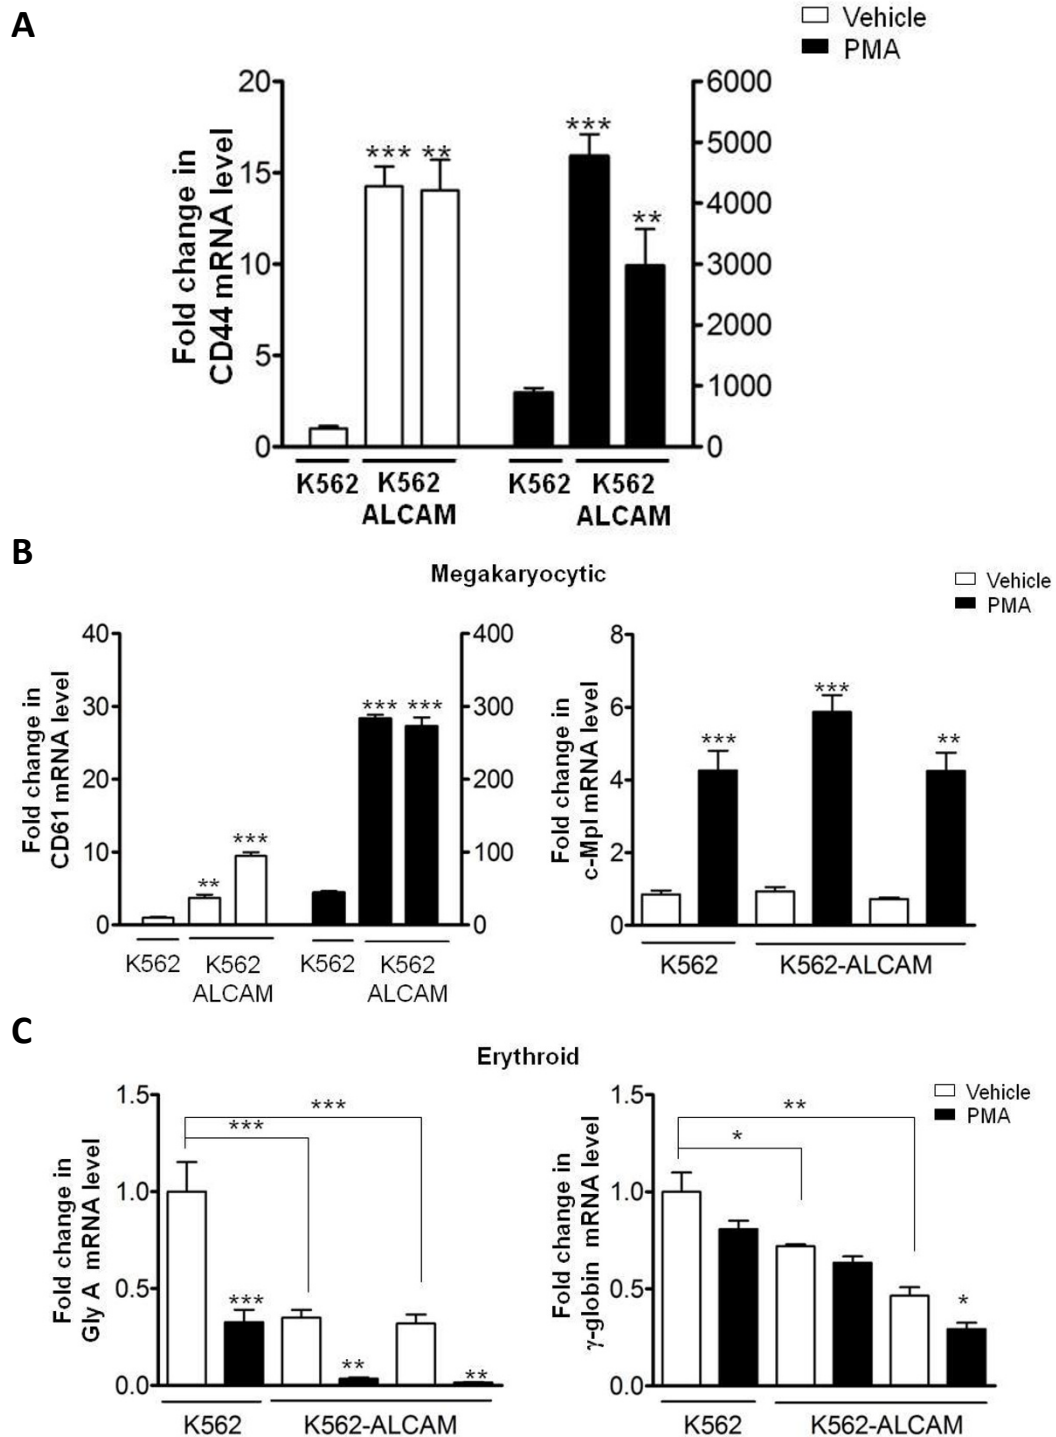 A
Vehicle
PMA
Fold change in
CD44 mRNA level
20
15
10
5
0
*** **
*** 
**
6000
5000
4000
3000
2000
1000
0
K562 K562 K562 K562
ALCAM ALCAM
B
Megakaryocytic
Vehicle
PMA
Fold change in
CD61 mRNA level
40
30
20
10
0
**
***
*** ***
400
300
200
100
0
K562 K562 K562 K562
ALCAM ALCAM
Fold change in
c-Mpl mRNA level
8
6
4
2
0
***
***
**
K562 K562-ALCAM
C
Erythroid
Vehicle
PMA
Fold change in
Gly A mRNA level
1.5
1.0
0.5
0.0
***
***
***
**
**
K562 K562-ALCAM
Fold change in
γ-globin mRNA level
1.5
1.0
0.5
0.0
**
*
*
K562 K562-ALCAM